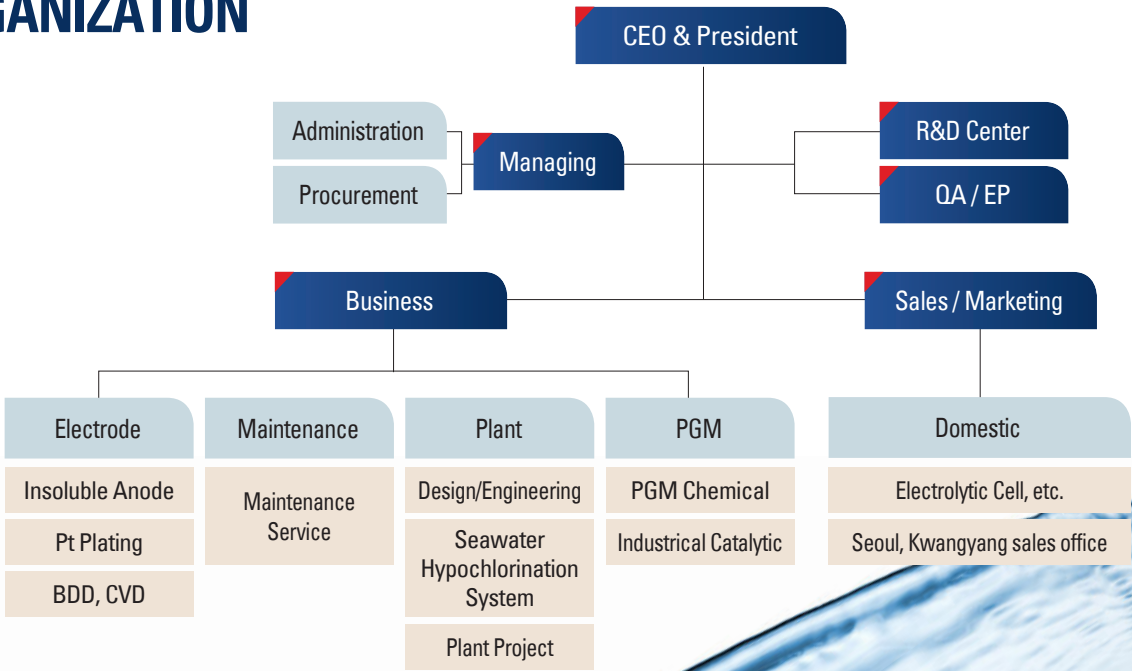 GANIZATION
CEO & President
Administration
Procurement
Managing
R&D Center
QA / EP
Business
Sales / Marketing
Electrode
Insoluble Anode
Pt Plating
BDD, CVD
Maintenance
Maintenance
Service
Plant
Design/Engineering
Seawater
Hypochlorination
System
Plant Project
PGM
PGM Chemical
Industrical Catalytic
Domestic
Electrolytic Cell, etc.
Seoul, Kwangyang sales office